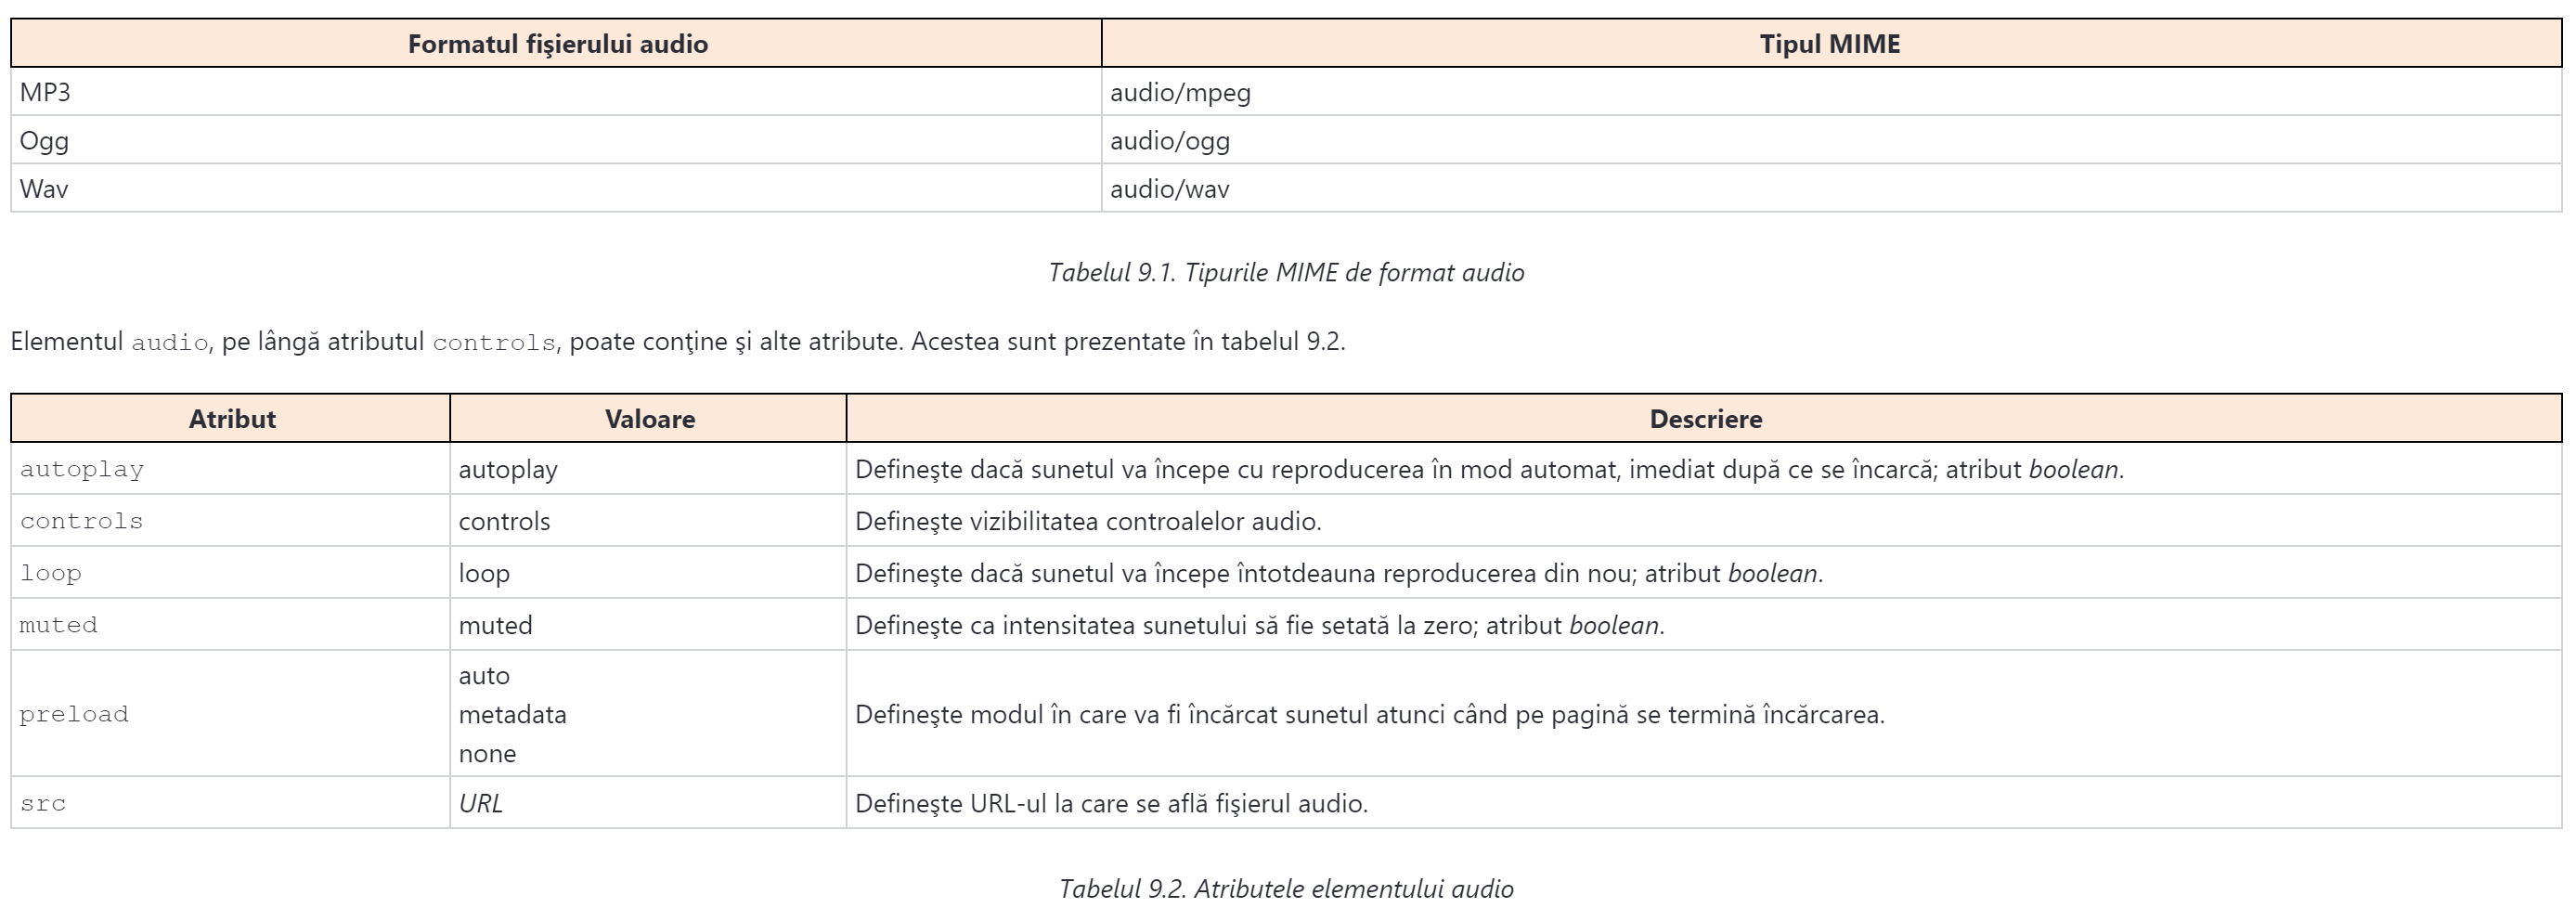 Formatul fişierului audio Tipul MIME
MP3 audio/mpeg
Ogg audio/ogg
Wav audio/wav
Tabelul 9.1. Tipurile MIME de format audio
Elementul audio, pe lângă atributul controls, poate conţine şi alte atribute. Acestea sunt prezentate în tabelul 9.2.
Atribut Valoare Descriere
autoplay autoplay Defineşte dacă sunetul va începe cu reproducerea în mod automat, imediat după ce se încarcă; atribut boolean.
controls controls Defineşte vizibilitatea controalelor audio.
loop loop Defineşte dacă sunetul va începe întotdeauna reproducerea din nou; atribut boolean.
muted muted Defineşte ca intensitatea sunetului să fie setată la zero; atribut boolean.
auto
metadata
preload Defineşte modul în care va fi încărcat sunetul atunci când pe pagină se termină încărcarea.
none
src URL Defineşte URL-ul la care se află fişierul audio.
Tabelul 9.2. Atributele elementului audio